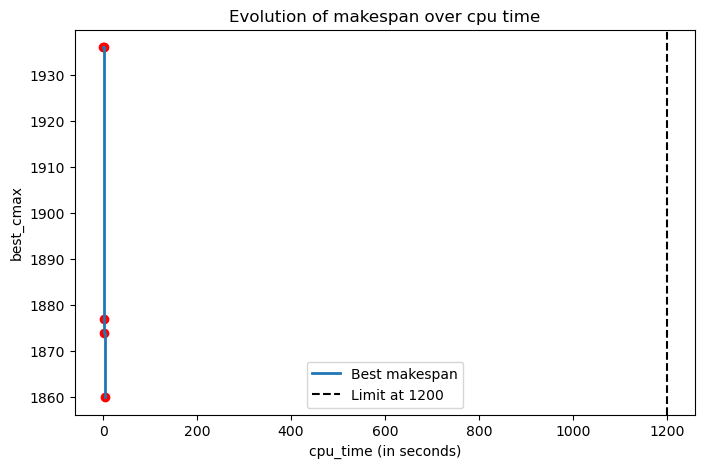 Evolution of makespan over cpu time
best_cmax
1930
1920
1910
1900
1890
1880
1870
1860
Best makespan
Limit at 1200
0 200 400 600 800 1000 1200
cpu_time (in seconds)